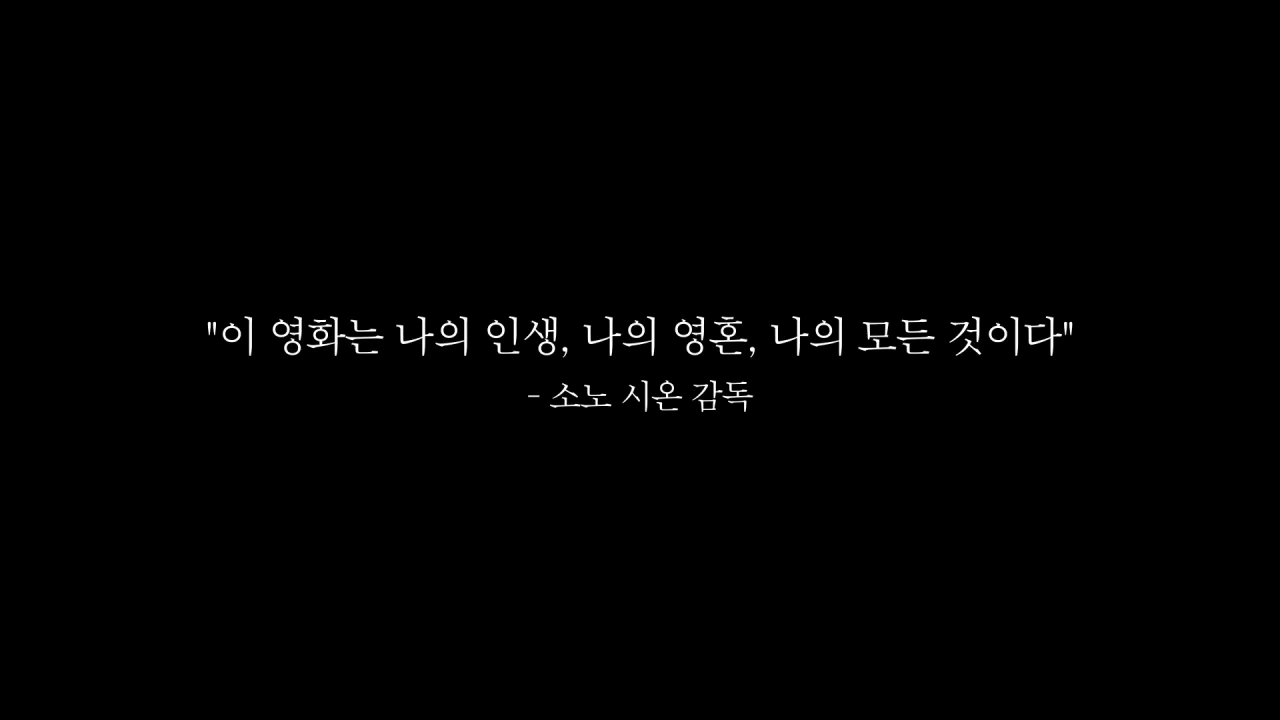 "이 영화는 나의 인생, 나의 영혼, 나의 모든 것이다"
- 소노 시온 감독